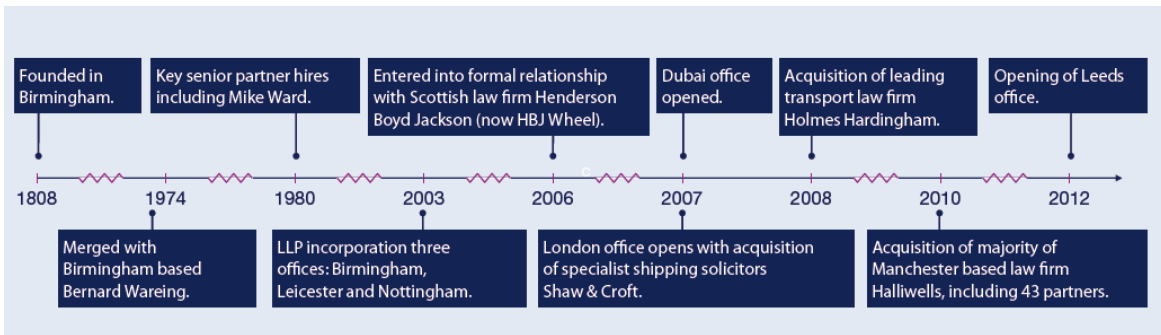 Founded in
Birmingham.
Key senior partner hires
including Mike Ward.
Entered into formal relationship
with Scottish law firm Henderson
Boyd Jackson (now HBJ Wheel).
Dubai office
opened.
Acquisition of leading
transport law firm
Holmes Hardingham.
Opening of Leeds
office.
1808
1974
1980
2003
2006
2007
2008
2010
2012
Merged with
Birmingham based
Bernard Wareing.
LLP incorporation three
offices: Birmingham,
Leicester and Nottingham.
London office opens with acquisition
of specialist shipping solicitors
Shaw & Croft.
Acquisition of majority of
Manchester based law firm
Halliwells, including 43 partners.